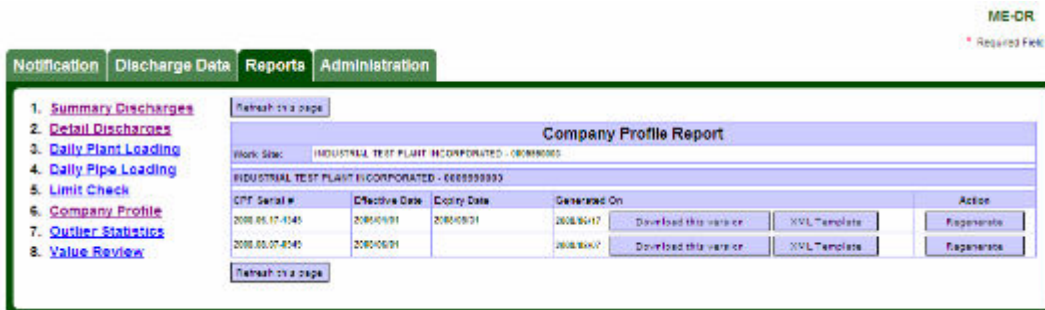 ME-DR
* Required Field
Notification Discharge Data Reports Administration
1. Summary Discharges
2. Detail Discharges
3. Daily Plant Loading
4. Daily Pipe Loading
5. Limit Check
6. Company Profile
7. Outlier Statistics
8. Value Review
Refresh this page
Company Profile Report
Work Site: INDUSTRIAL TEST PLANT INCORPORATED -
INDUSTRIAL TEST PLANT INCORPORATED -
CPF Serial # Effective Date Expiry Date Generated On Action
Download this version XML Template Regenerate
Download this version XML Template Regenerate
Refresh this page